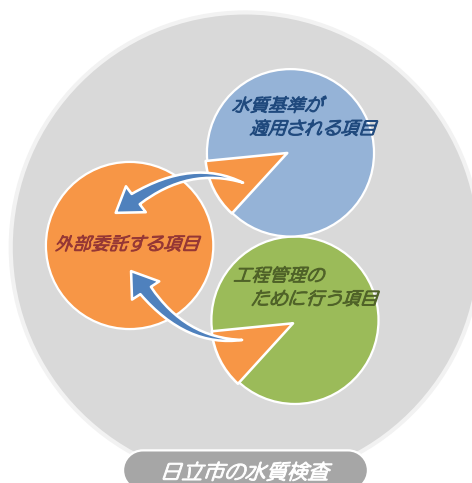 水質基準が
適用される項目
外部委託する項目
工程管理の
ために行う項目
日立市の水質検査